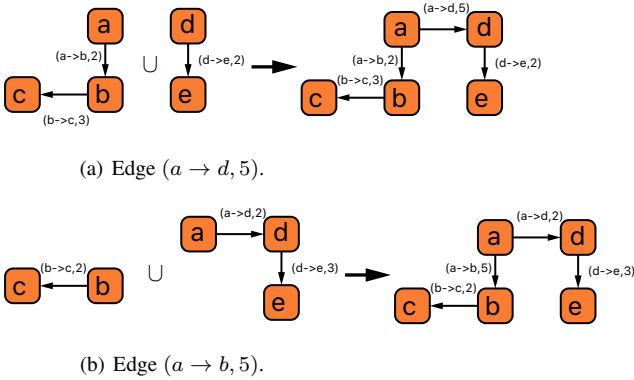 a d a (a->d,5) d
(a->b,2) ∪ (d->e,2) (a->b,2) (d->e,2)
c b e (b->c,3) c b e
(b->c,3)
(a) Edge (a → d, 5).
(a->d,2) (a->d,2)
a d a d
(b->c,2) ∪ (d->e,3) (a->b,5) (d->e,3)
c b e (b->c,2) c b e
(b) Edge (a → b, 5).